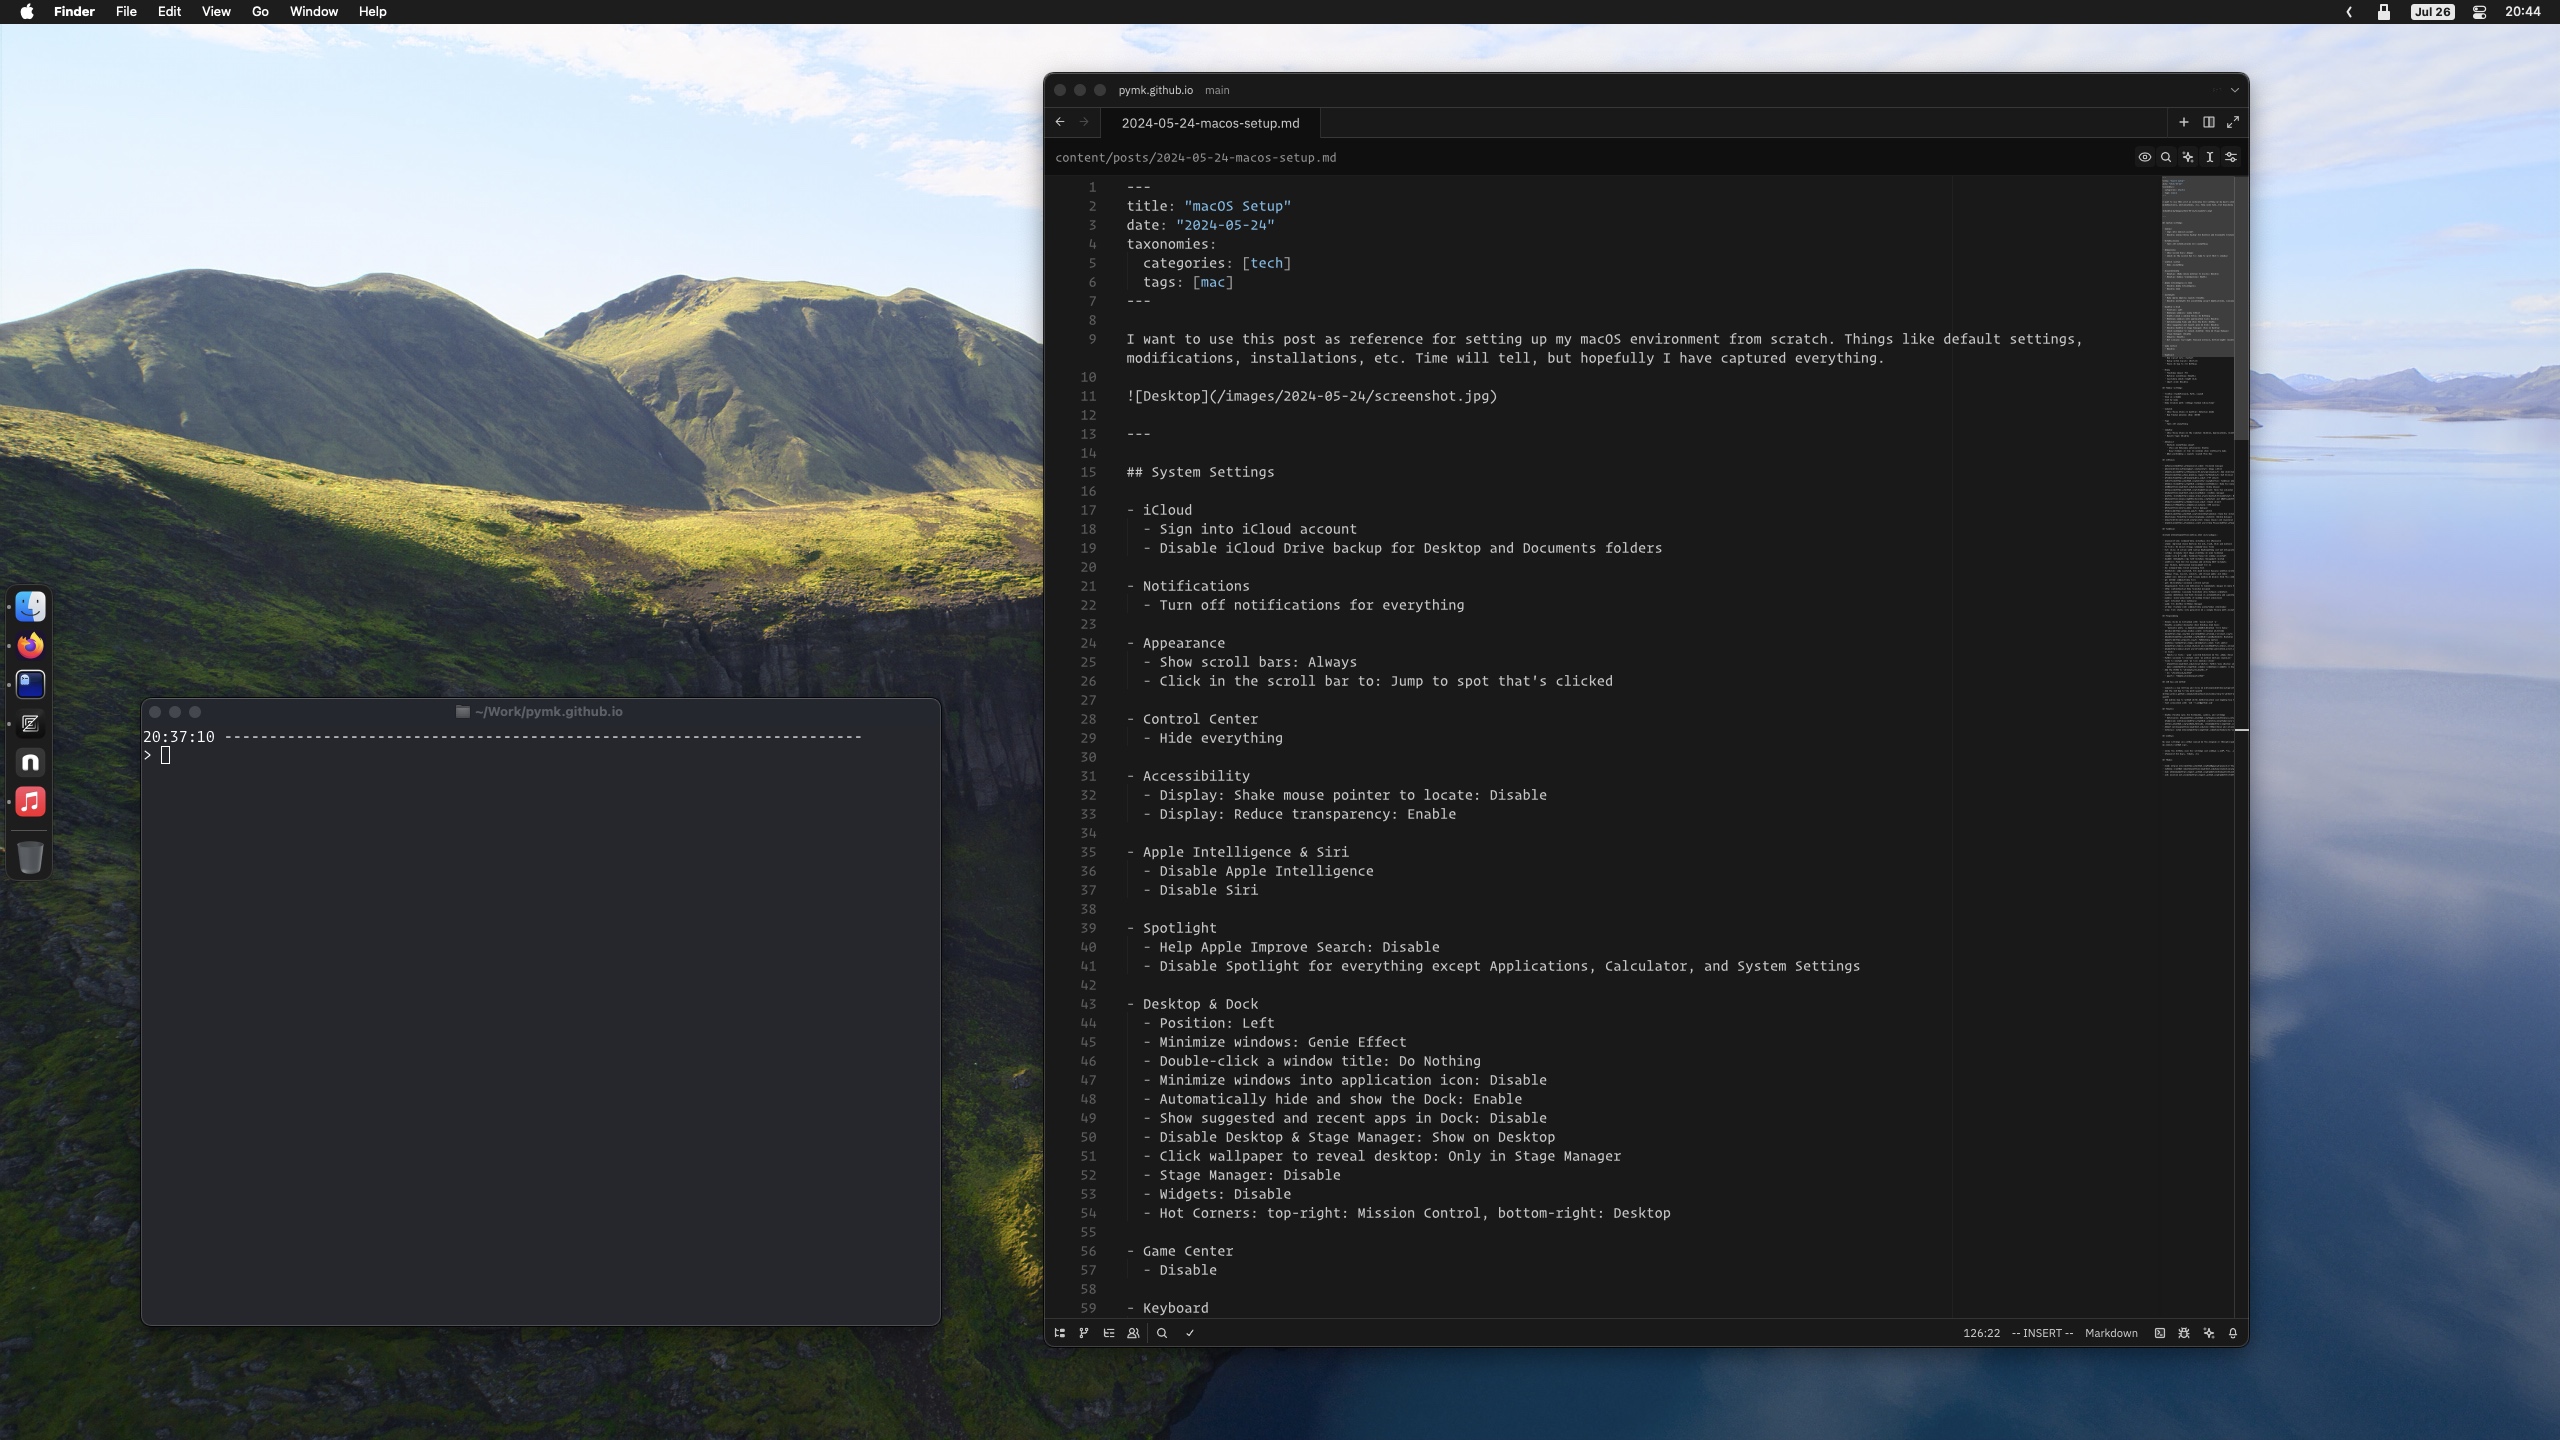 Finder File Edit View Go Window Help
Jul 26 20:44
pymk.github.io main
2024-05-24-macos-setup.md
content/posts/2024-05-24-macos-setup.md
1 ---
2 title: "macOS Setup"
3 date: "2024-05-24"
4 taxonomies:
5 categories: [tech]
6 tags: [mac]
7 ---
8
9 I want to use this post as reference for setting up my macOS environment from scratch. Things like default settings,
modifications, installations, etc. Time will tell, but hopefully I have captured everything.
10
11 ![Desktop](/images/2024-05-24/screenshot.jpg)
12
13 ---
14
15 ## System Settings
16
17 - iCloud
18 - Sign into iCloud account
19 - Disable iCloud Drive backup for Desktop and Documents folders
20
21 - Notifications
22 - Turn off notifications for everything
23
24 - Appearance
25 - Show scroll bars: Always
26 - Click in the scroll bar to: Jump to spot that's clicked
27
28 - Control Center
29 - Hide everything
30
31 - Accessibility
32 - Display: Shake mouse pointer to locate: Disable
33 - Display: Reduce transparency: Enable
34
35 - Apple Intelligence & Siri
36 - Disable Apple Intelligence
37 - Disable Siri
38
39 - Spotlight
40 - Help Apple Improve Search: Disable
41 - Disable Spotlight for everything except Applications, Calculator, and System Settings
42
43 - Desktop & Dock
44 - Position: Left
45 - Minimize windows: Genie Effect
46 - Double-click a window title: Do Nothing
47 - Minimize windows into application icon: Disable
48 - Automatically hide and show the Dock: Enable
49 - Show suggested and recent apps in Dock: Disable
50 - Disable Desktop & Stage Manager: Show on Desktop
51 - Click wallpaper to reveal desktop: Only in Stage Manager
52 - Stage Manager: Disable
53 - Widgets: Disable
54 - Hot Corners: top-right: Mission Control, bottom-right: Desktop
55
56 - Game Center
57 - Disable
58
59 - Keyboard
126:22 -- INSERT -- Markdown
~/Work/pymk.github.io
20:37:10 -----------------------------------------------------------------------
>